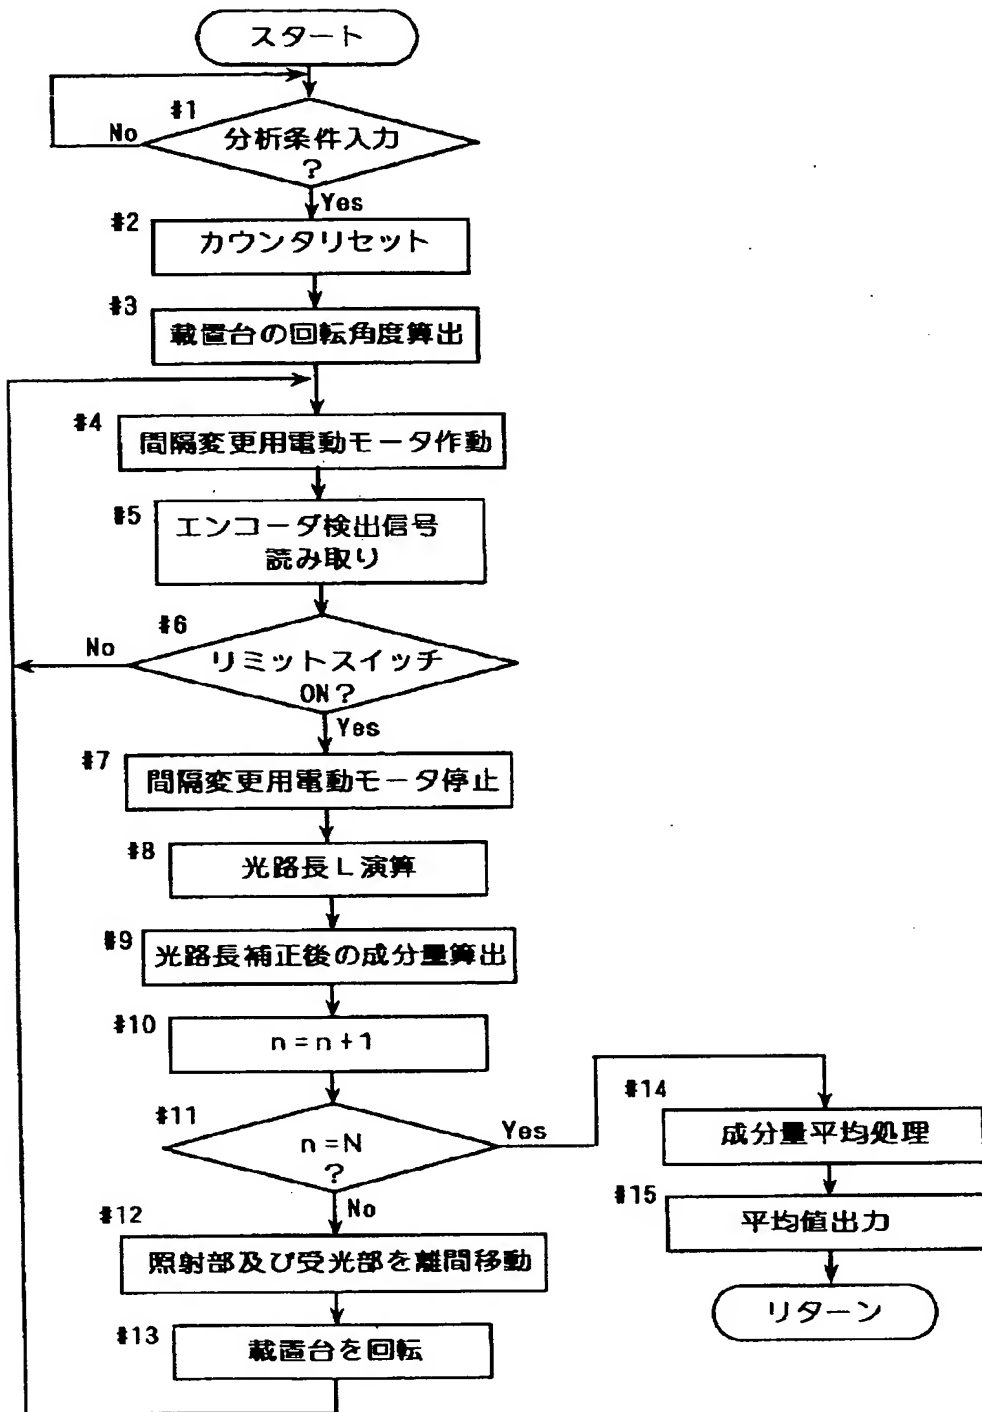 スタート
#1
No
分析条件入力
?
Yes
#2
カウンタリセット
#3
載置台の回転角度算出
#4
間隔変更用電動モータ作動
#5
エンコーダ検出信号
読み取り
#6
No
リミットスイッチ
ON?
Yes
#7
間隔変更用電動モータ停止
#8
光路長L演算
#9
光路長補正後の成分量算出
#10
n=n+1
#11
n=N
?
Yes
No
#12
照射部及び受光部を離間移動
#13
載置台を回転
#14
成分量平均処理
#15
平均値出力
リターン